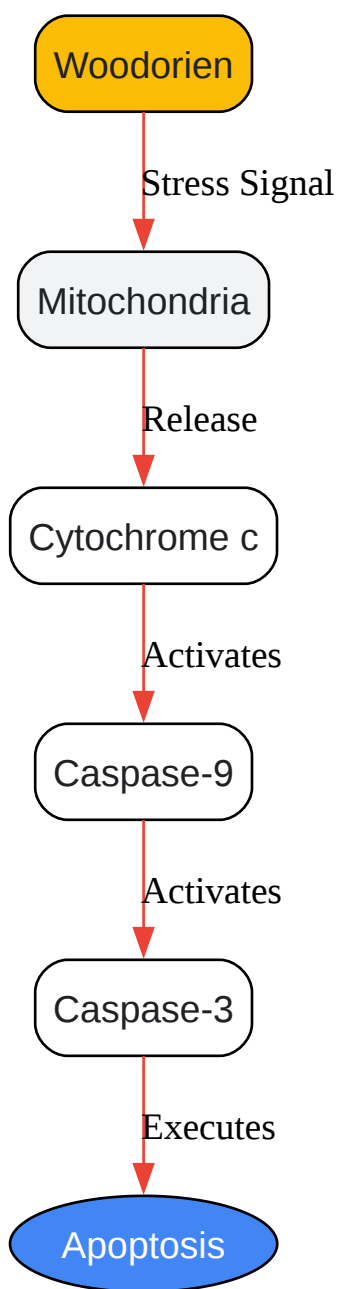 Woodorien
Stress Signal
Mitochondria
Release
Cytochrome c
Activates
Caspase-9
Activates
Caspase-3
Executes
Apoptosis